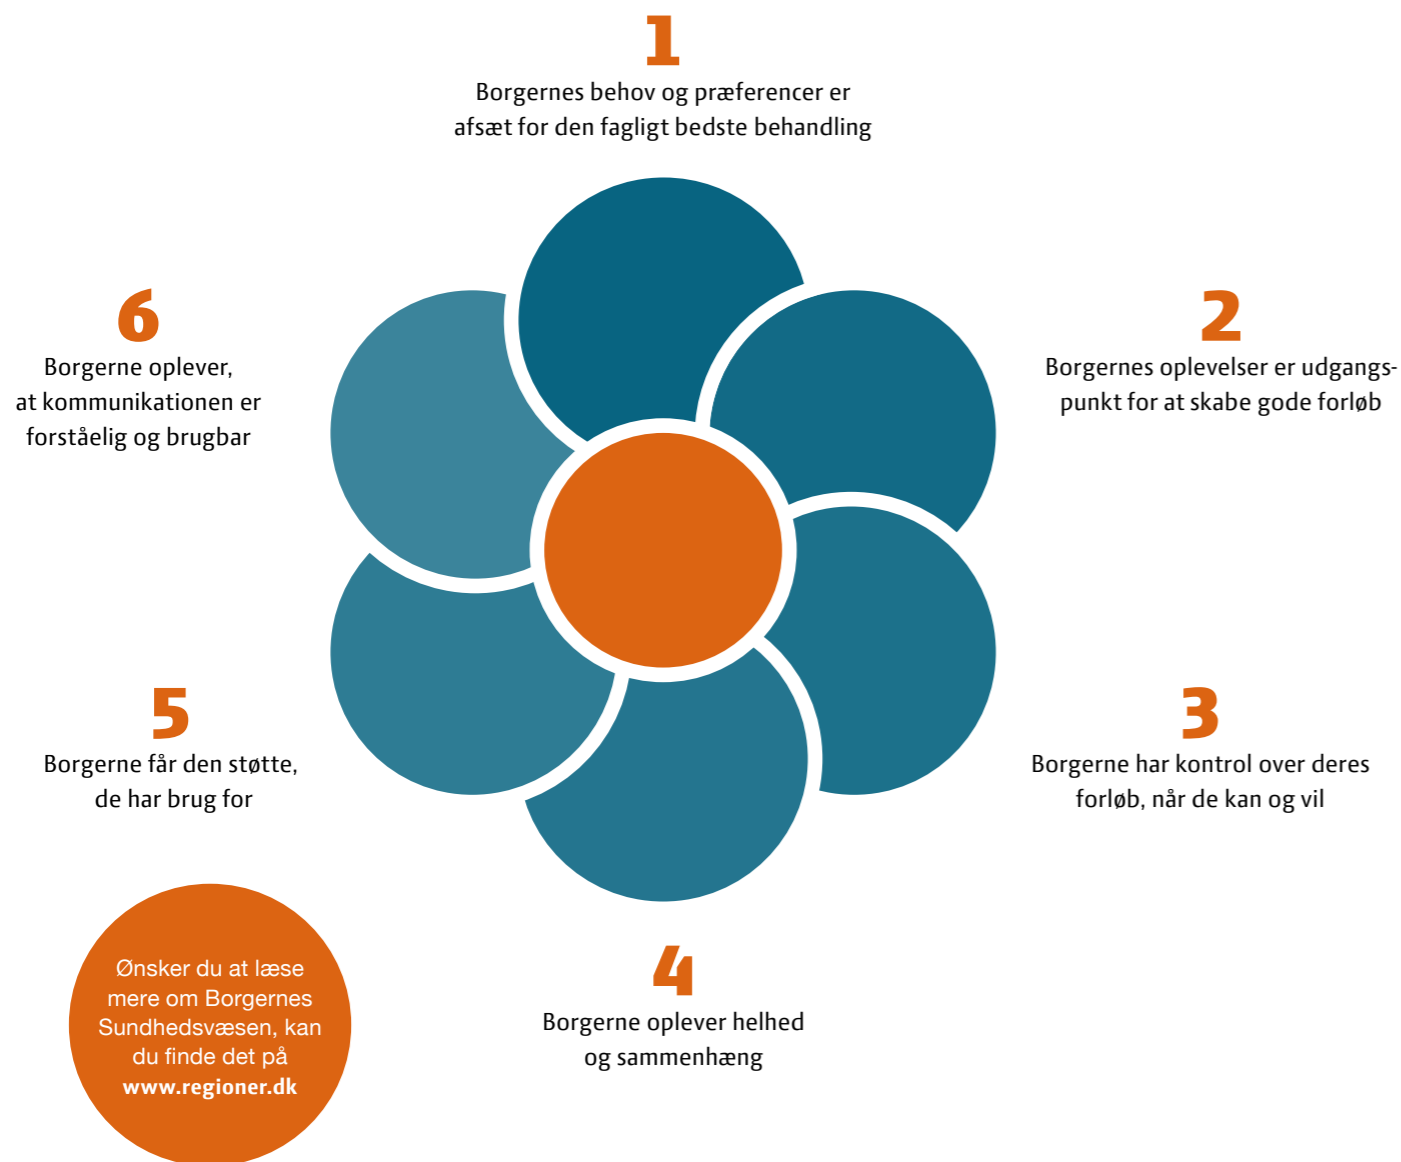 1
Borgernes behov og præferencer er
afsæt for den fagligt bedste behandling
2
Borgernes oplevelser er udgangs-
punkt for at skabe gode forløb
3
Borgerne har kontrol over deres
forløb, når de kan og vil
4
Borgerne oplever helhed
og sammenhæng
5
Borgerne får den støtte,
de har brug for
6
Borgerne oplever,
at kommunikationen er
forståelig og brugbar
Ønsker du at læse
mere om Borgernes
Sundhedsvæsen, kan
du finde det på
www.regioner.dk